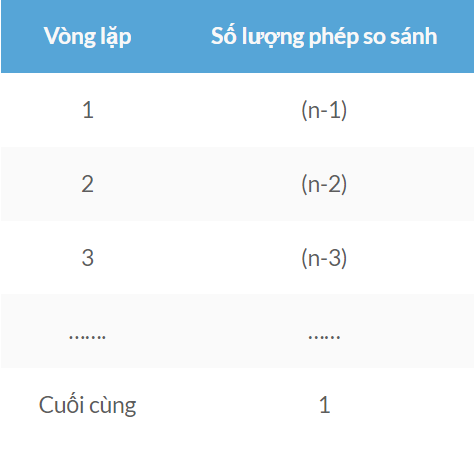 Vòng lặp Số lượng phép so sánh
1 (n-1)
2 (n-2)
3 (n-3)
....... ......
Cuối cùng 1